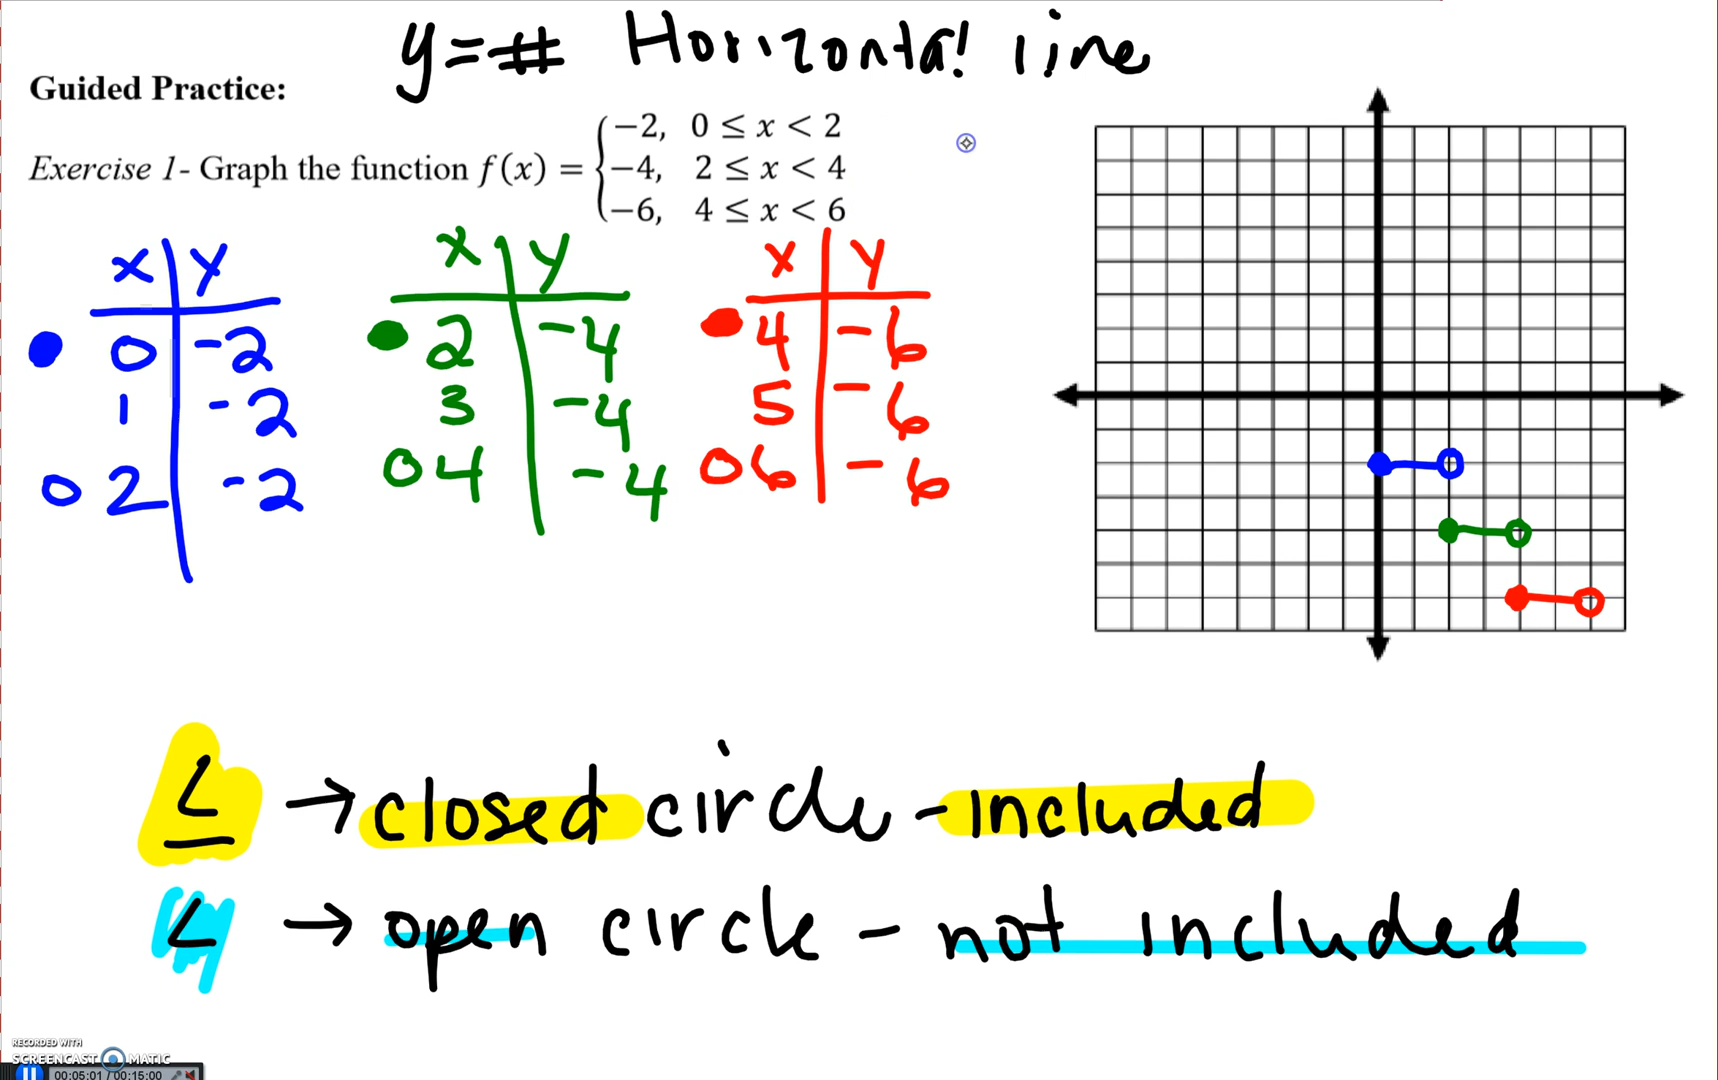 y=# Horizontal line
Guided Practice:
Exercise 1- Graph the function f(x) = { −2, 0 ≤ x < 2
−4, 2 ≤ x < 4
−6, 4 ≤ x < 6
x y
0 -2
1 -2
2 -2
x y
2 -4
3 -4
4 -4
x y
4 -6
5 -6
6 -6
≤ → closed circle - included
< → open circle - not included
RECORDED WITH
SCREENCAST MATIC
00:05:01 / 00:15:00